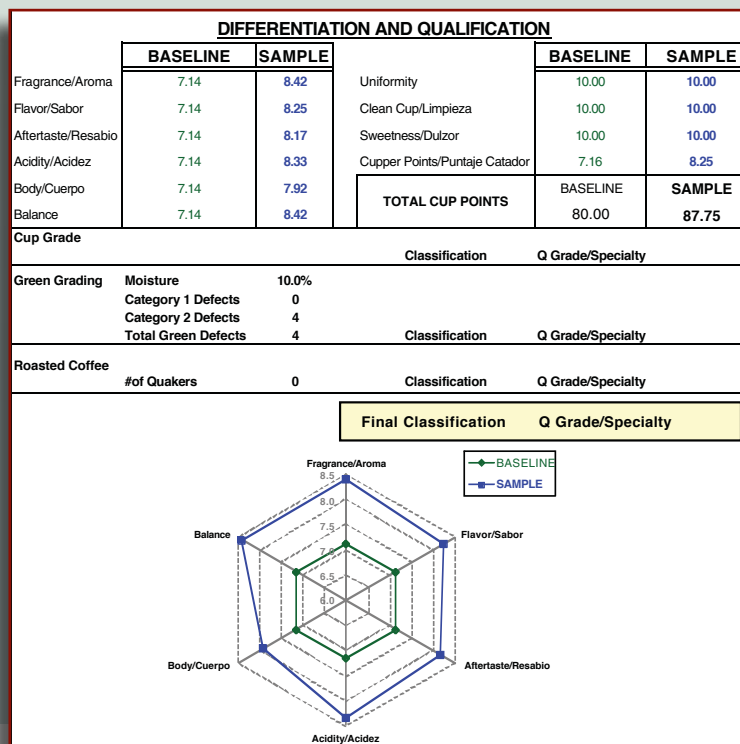 DIFFERENTIATION AND QUALIFICATION
BASELINE SAMPLE BASELINE SAMPLE
Fragrance/Aroma 7.14 8.42 Uniformity 10.00 10.00
Flavor/Sabor 7.14 8.25 Clean Cup/Limpieza 10.00 10.00
Aftertaste/Resabio 7.14 8.17 Sweetness/Dulzor 10.00 10.00
Acidity/Acidez 7.14 8.33 Cupper Points/Puntaje Catador 7.16 8.25
Body/Cuerpo 7.14 7.92 TOTAL CUP POINTS BASELINE SAMPLE
Balance 7.14 8.42 80.00 87.75
Cup Grade
Classification Q Grade/Specialty
Green Grading Moisture 10.0%
Category 1 Defects 0
Category 2 Defects 4
Total Green Defects 4 Classification Q Grade/Specialty
Roasted Coffee
#of Quakers 0 Classification Q Grade/Specialty
Final Classification Q Grade/Specialty
BASELINE
SAMPLE
Fragrance/Aroma
8.5
8.0
7.5
7.0
6.5
6.0
Flavor/Sabor
Balance
Body/Cuerpo
Aftertaste/Resabio
Acidity/Acidez